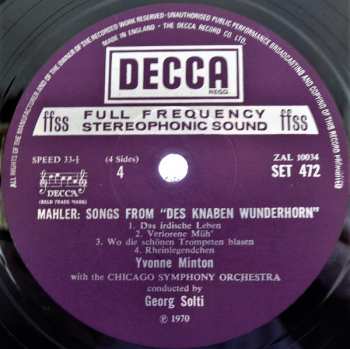 ALL RIGHTS OF THE MANUFACTURER AND OF THE OWNER OF THE RECORDED WORK RESERVED·UNAUTHORISED PUBLIC PERFORMANCE BROADCASTING AND COPYING OF THIS RECORD PROHIBITED
MADE IN ENGLAND · THE DECCA RECORD CO. LTD.
DECCA
REGD.
ffss FULL FREQUENCY STEREOPHONIC SOUND ffss
SPEED 33⅓
(4 Sides)
4
ZAL 10034
SET 472
DECCA
(REGD TRADE MARK)
MAHLER: SONGS FROM "DES KNABEN WUNDERHORN"
1. Das irdische Leben
2. Verlorene Müh'
3. Wo die schönen Trompeten blasen
4. Rheinlegendchen
Yvonne Minton
with the CHICAGO SYMPHONY ORCHESTRA
conducted by
Georg Solti
℗ 1970